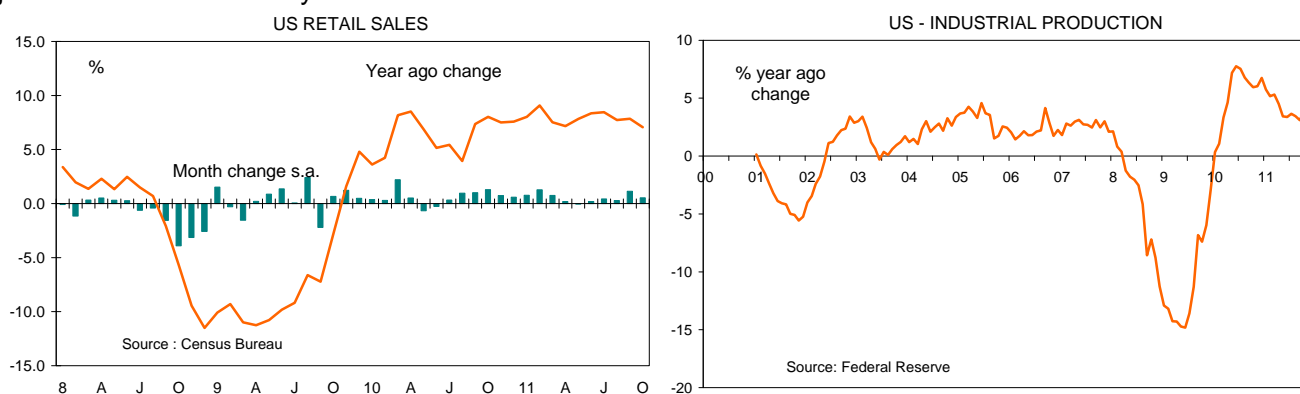 US RETAIL SALES
15.0
10.0
5.0
0.0
-5.0
-10.0
-15.0
%
Year ago change
Month change s.a.
Source : Census Bureau
8 A J O 9 A J O 10 A J O 11 A J O
US - INDUSTRIAL PRODUCTION
10
5
0
-5
-10
-15
-20
% year ago
change
00 01 02 03 04 05 06 07 08 9 10 11
Source: Federal Reserve